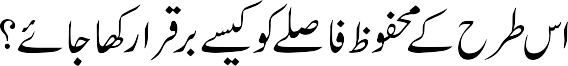 اس طرح کے محفوظ فاصلے کو کیسے برقرار رکھا جائے؟